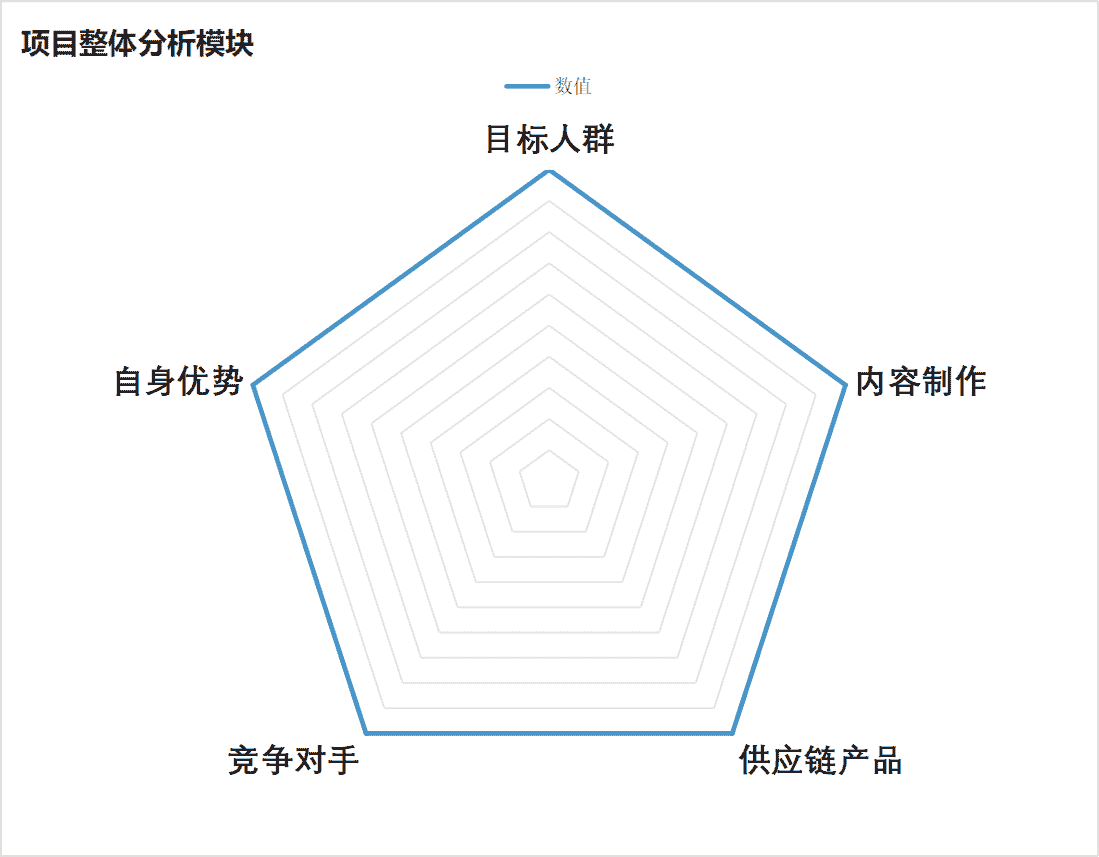 项目整体分析模块
数值
目标人群
自身优势
内容制作
竞争对手
供应链产品